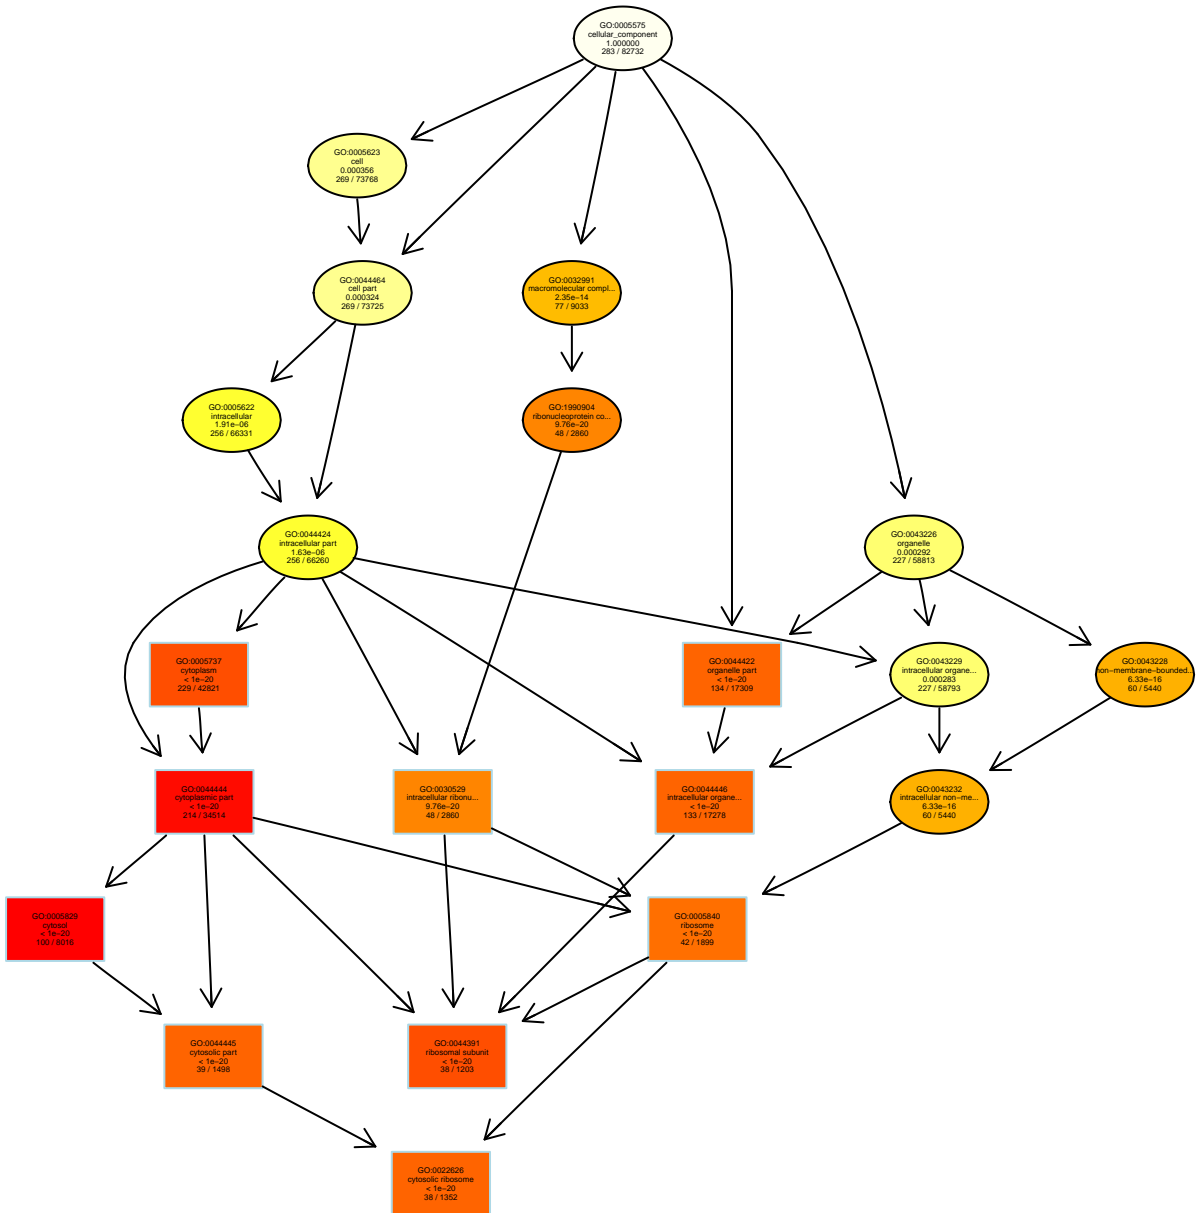 GO:0005575
cellular_component
1.000000
283 / 82732
GO:0005623
cell
0.000356
269 / 73768
GO:0044464
cell part
0.000324
269 / 73725
GO:0032991
macromolecular compl...
2.35e−14
77 / 9033
GO:0005622
intracellular
1.91e−06
256 / 66331
GO:1990904
ribonucleoprotein co...
9.76e−20
48 / 2860
GO:0044424
intracellular part
1.63e−06
256 / 66260
GO:0043226
organelle
0.000292
227 / 58813
GO:0005737
cytoplasm
< 1e−20
229 / 42821
GO:0044422
organelle part
< 1e−20
134 / 17309
GO:0043229
intracellular organe...
0.000283
227 / 58793
GO:0043228
non−membrane−bounded...
6.33e−16
60 / 5440
GO:0044444
cytoplasmic part
< 1e−20
214 / 34514
GO:0030529
intracellular ribonu...
9.76e−20
48 / 2860
GO:0044446
intracellular organe...
< 1e−20
133 / 17278
GO:0043232
intracellular non−me...
6.33e−16
60 / 5440
GO:0005829
cytosol
< 1e−20
100 / 8016
GO:0005840
ribosome
< 1e−20
42 / 1899
GO:0044445
cytosolic part
< 1e−20
39 / 1498
GO:0044391
ribosomal subunit
< 1e−20
38 / 1203
GO:0022626
cytosolic ribosome
< 1e−20
38 / 1352